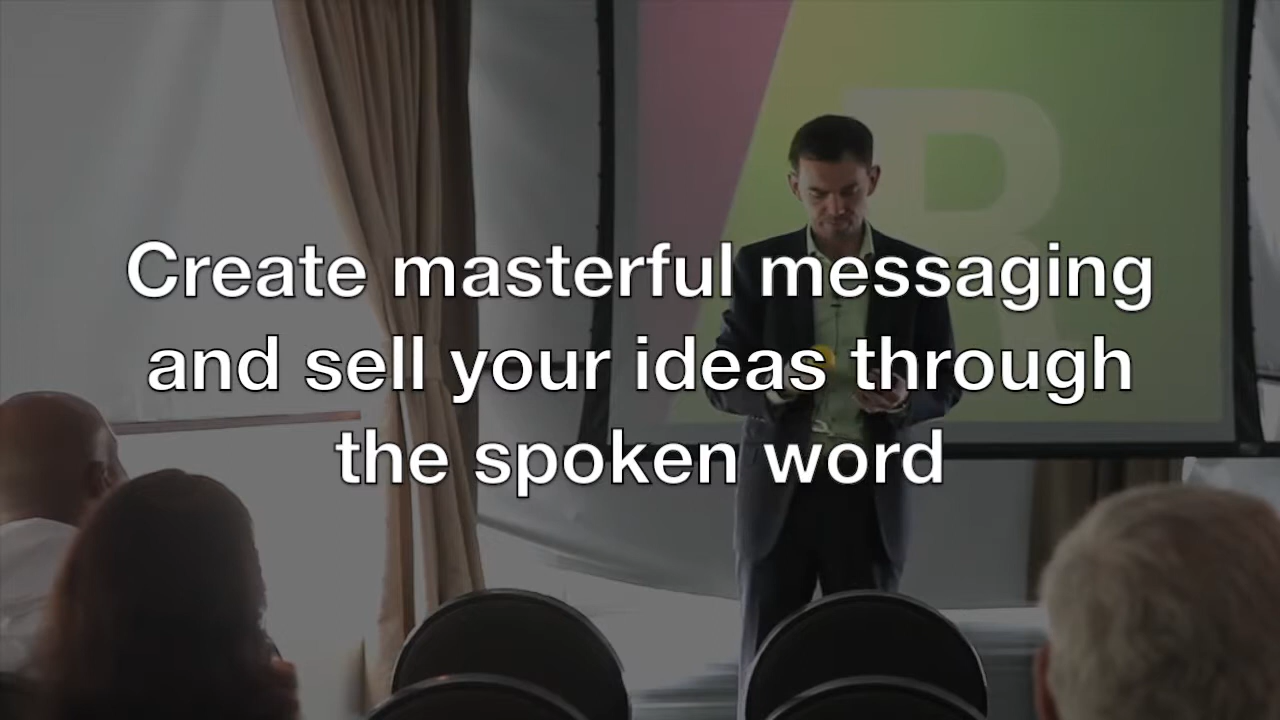 R
Create masterful messaging
and sell your ideas through
the spoken word